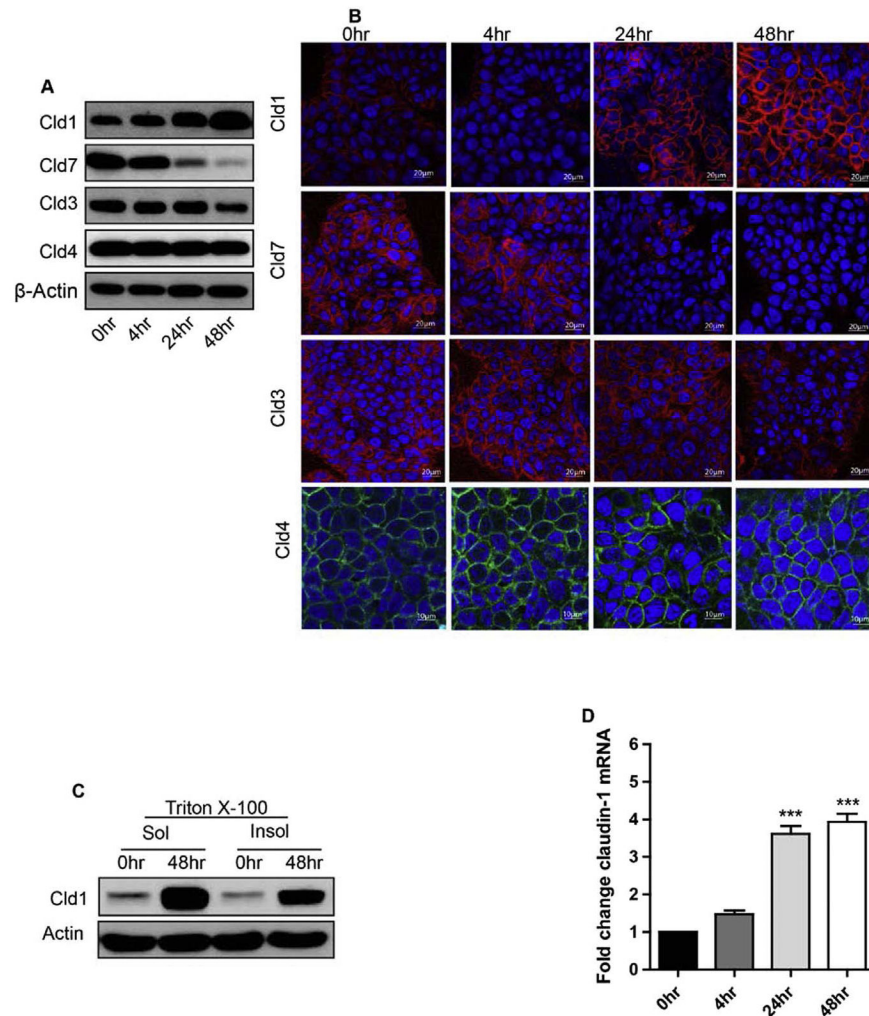 A
Cld1
Cld7
Cld3
Cld4
β-Actin
0hr 4hr 24hr 48hr
B
0hr 4hr 24hr 48hr
Cld1
20µm 20µm 20µm 20µm
Cld7
20µm 20µm 20µm 20µm
Cld3
20µm 20µm 20µm 20µm
Cld4
10µm 10µm 10µm 10µm
C
Triton X-100
Sol Insol
0hr 48hr 0hr 48hr
Cld1
Actin
D
Fold change claudin-1 mRNA
6
5
4
3
2
1
0
*** ***
0hr 4hr 24hr 48hr